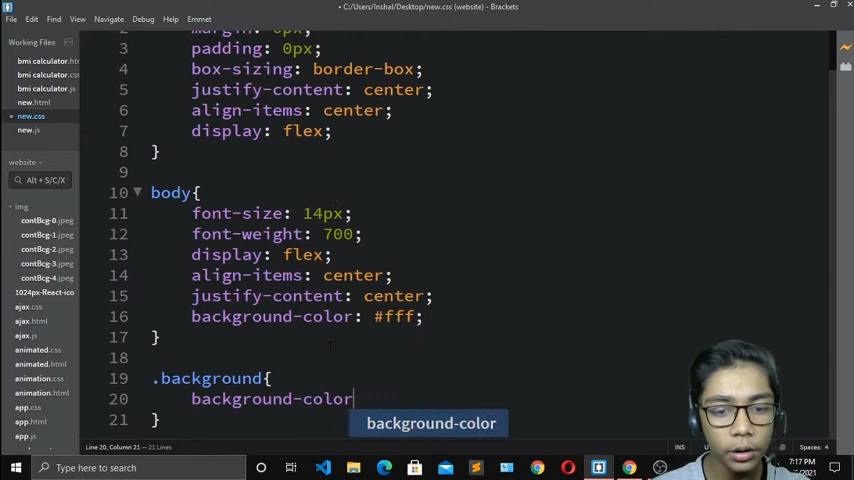 • C:/Users/Inshal/Desktop/new.css (website) - Brackets
File Edit Find View Navigate Debug Help Emmet
Working Files
bmi calculator.htm
bmi calculator.css
bmi calculator.js
new.html
new.css
new.js
website
Alt + S/C/X
img
contBcg-0.jpeg
contBcg-1.jpeg
contBcg-2.jpeg
contBcg-3.jpeg
contBcg-4.jpeg
1024px-React-ico
ajax.css
ajax.html
ajax.js
animated.css
animated.html
animation.css
animation.html
app.css
app.js
2 margin: 0px;
3 padding: 0px;
4 box-sizing: border-box;
5 justify-content: center;
6 align-items: center;
7 display: flex;
8 }
9
10 body{
11 font-size: 14px;
12 font-weight: 700;
13 display: flex;
14 align-items: center;
15 justify-content: center;
16 background-color: #fff;
17 }
18
19 .background{
20 background-color
21 }
background-color
Line 20, Column 21 — 21 Lines
INS
Spaces: 4
Type here to search
7:17 PM